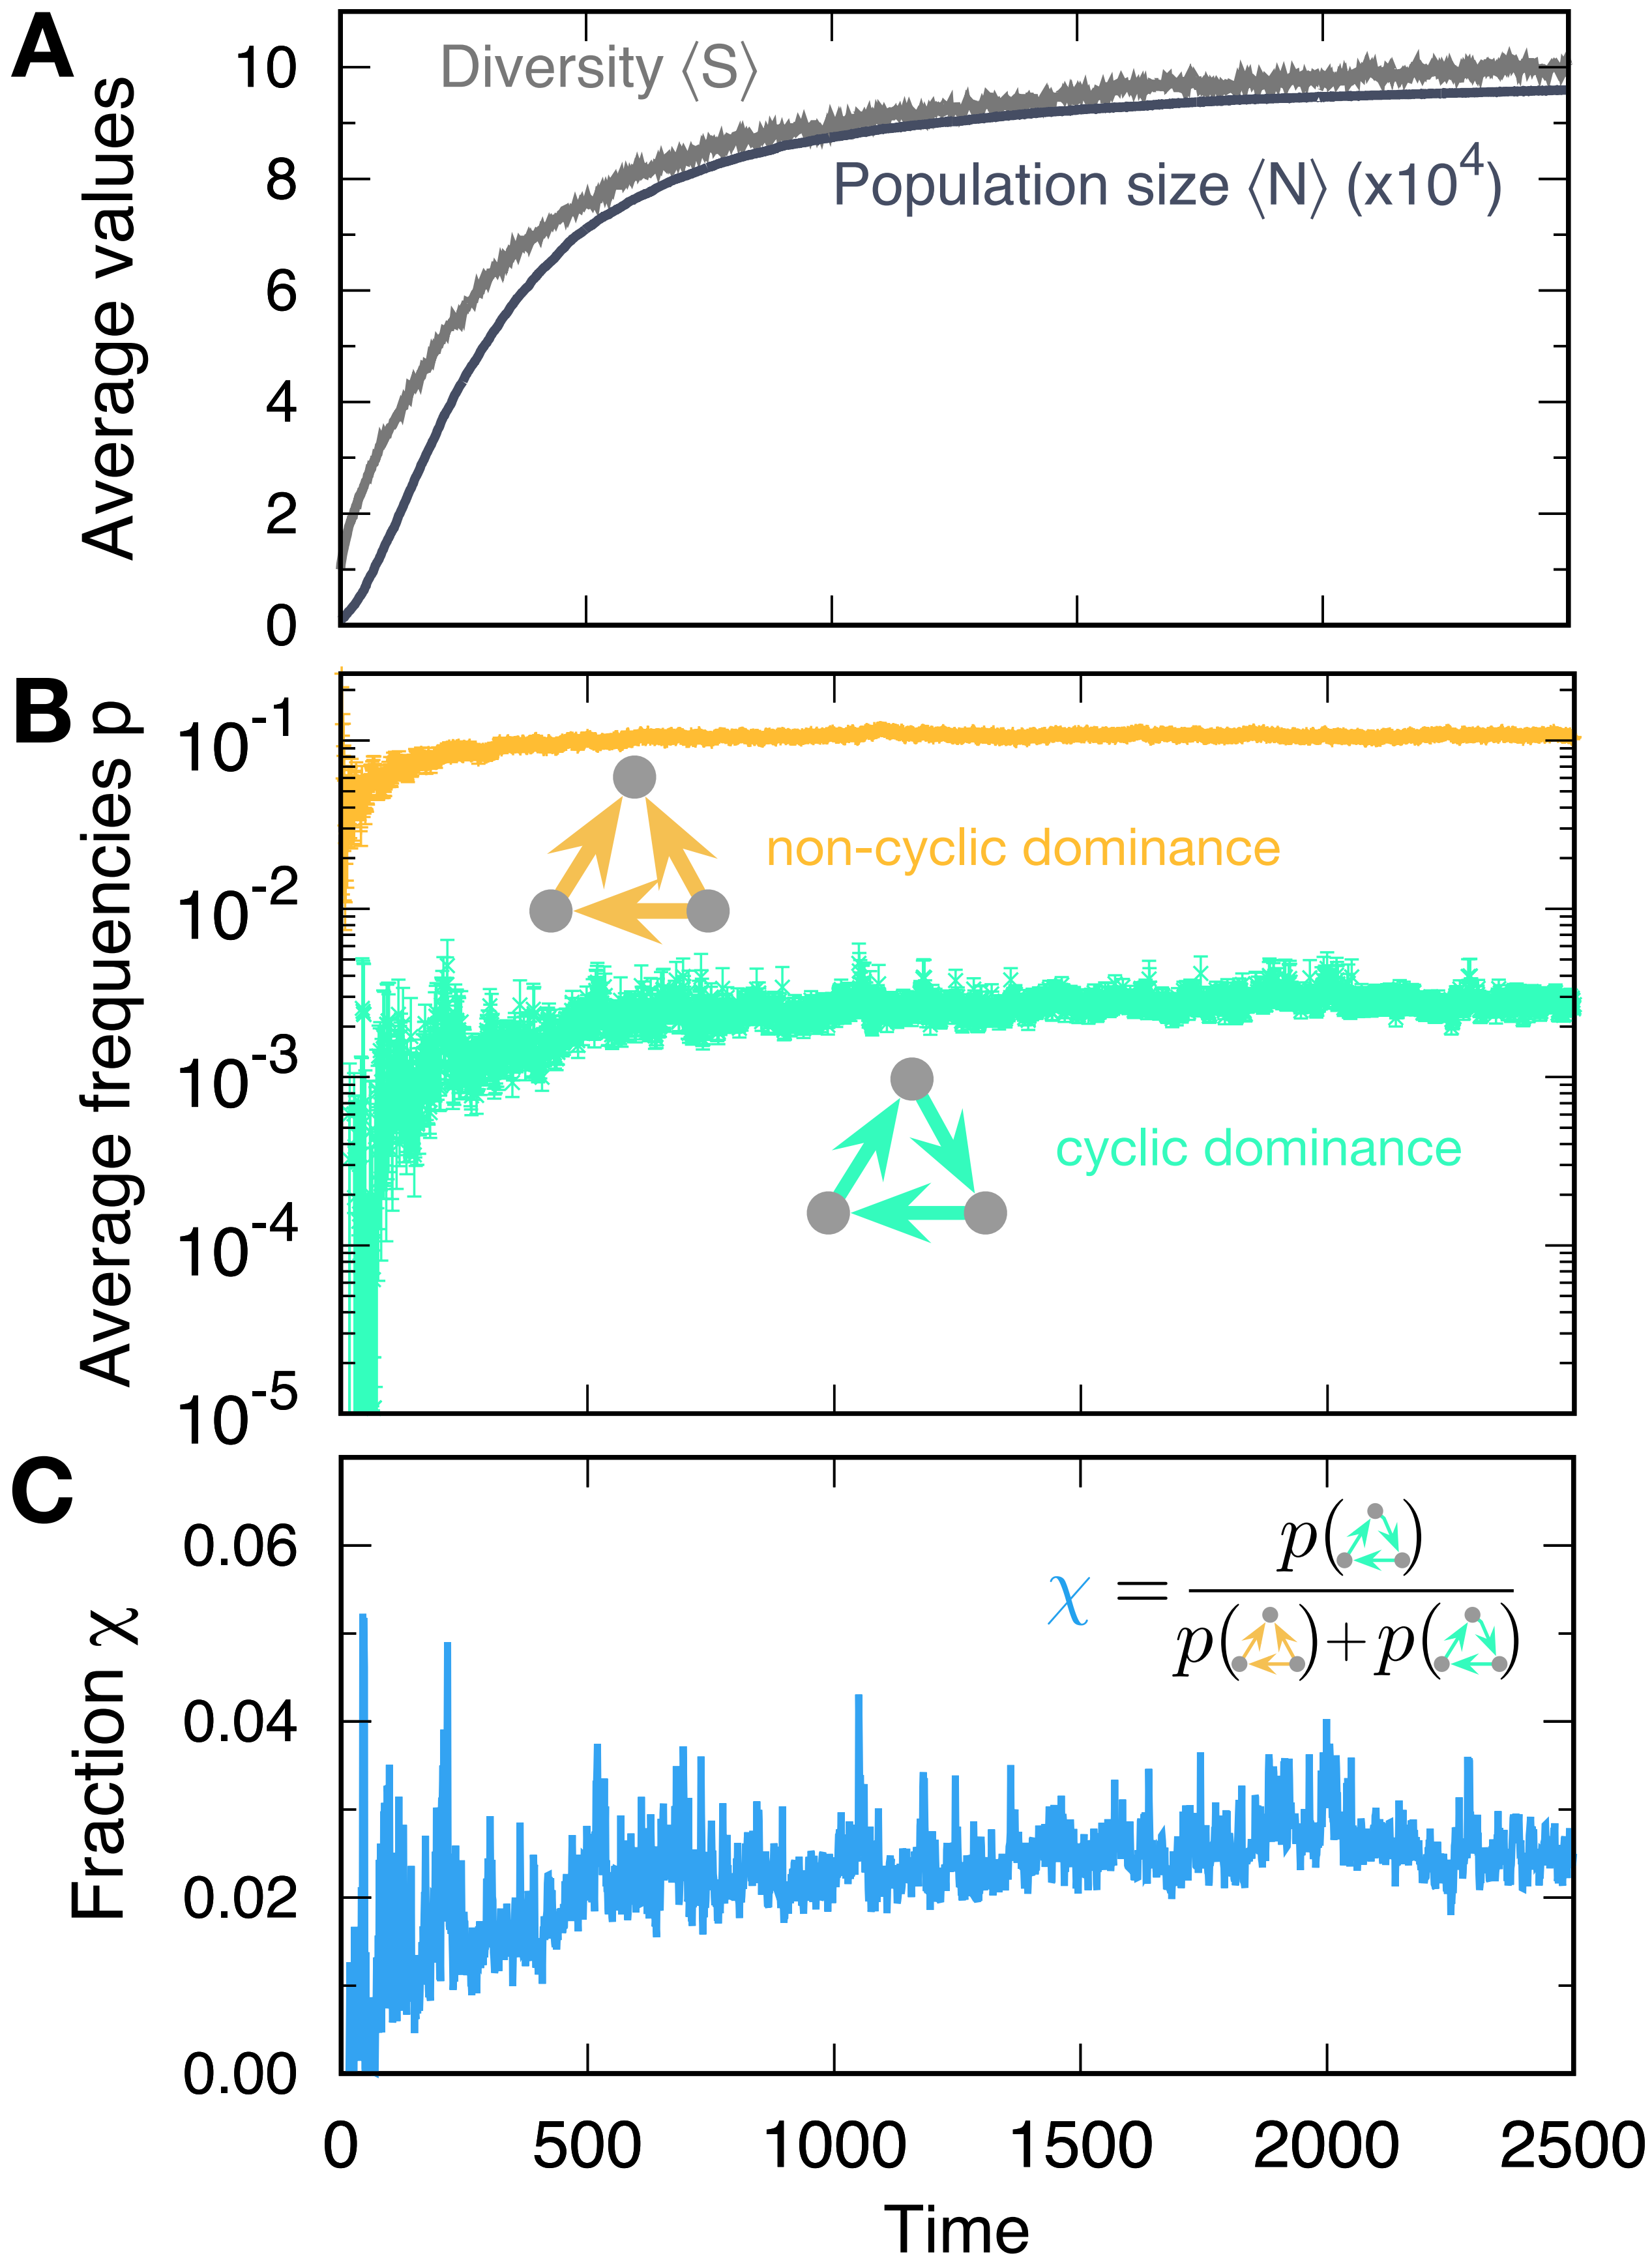 A
Average values
10
8
6
4
2
0
Diversity ⟨S⟩
Population size ⟨N⟩ (x10^4)
B
Average frequencies p
10^-1
10^-2
10^-3
10^-4
10^-5
non-cyclic dominance
cyclic dominance
C
Fraction χ
0.06
0.04
0.02
0.00
p( )
χ =
p( )+p( )
0 500 1000 1500 2000 2500
Time